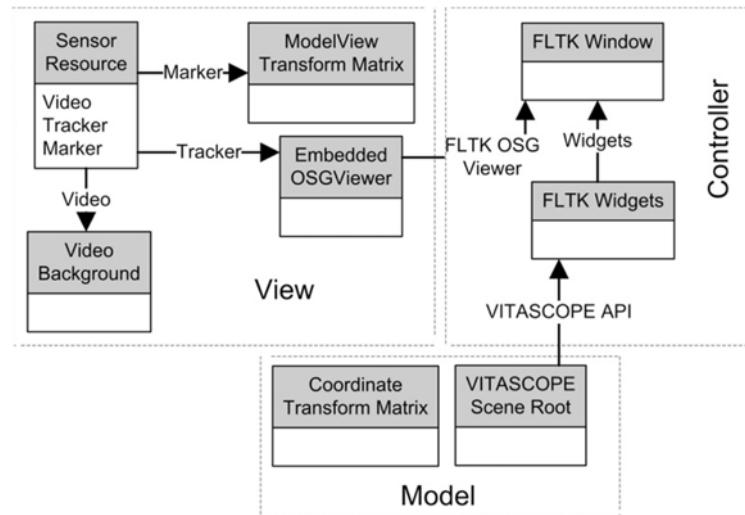 Sensor
Resource
Video
Tracker
Marker
Marker
ModelView
Transform Matrix
Tracker
Embedded
OSGViewer
Video
Video
Background
View
FLTK Window
FLTK OSG
Viewer
Widgets
FLTK Widgets
Controller
VITASCOPE API
Coordinate
Transform Matrix
VITASCOPE
Scene Root
Model